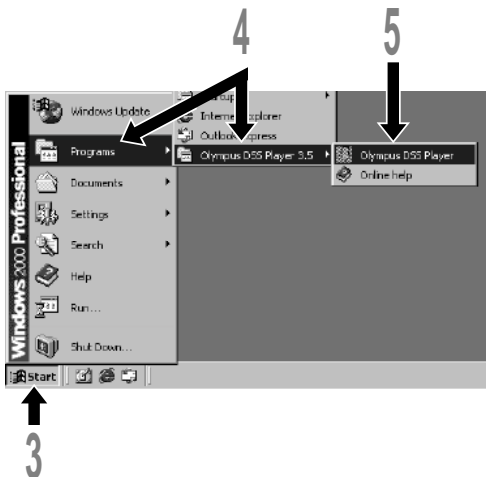 4 5
Windows Update
Startup
Internet Explorer
Outlook Express
Programs
Olympus DSS Player 3.5
Olympus DSS Player
Online help
Documents
Settings
Search
Help
Run...
Shut Down...
Windows 2000 Professional
Start
3